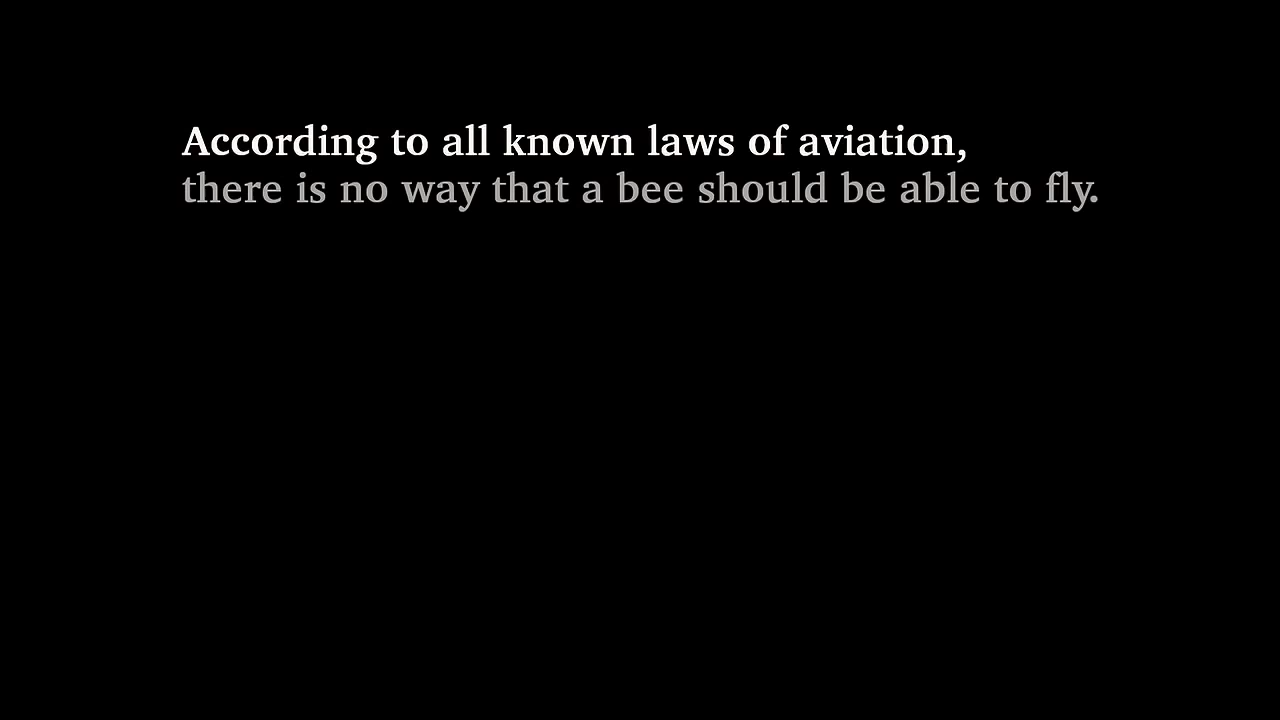 According to all known laws of aviation,
there is no way that a bee should be able to fly.